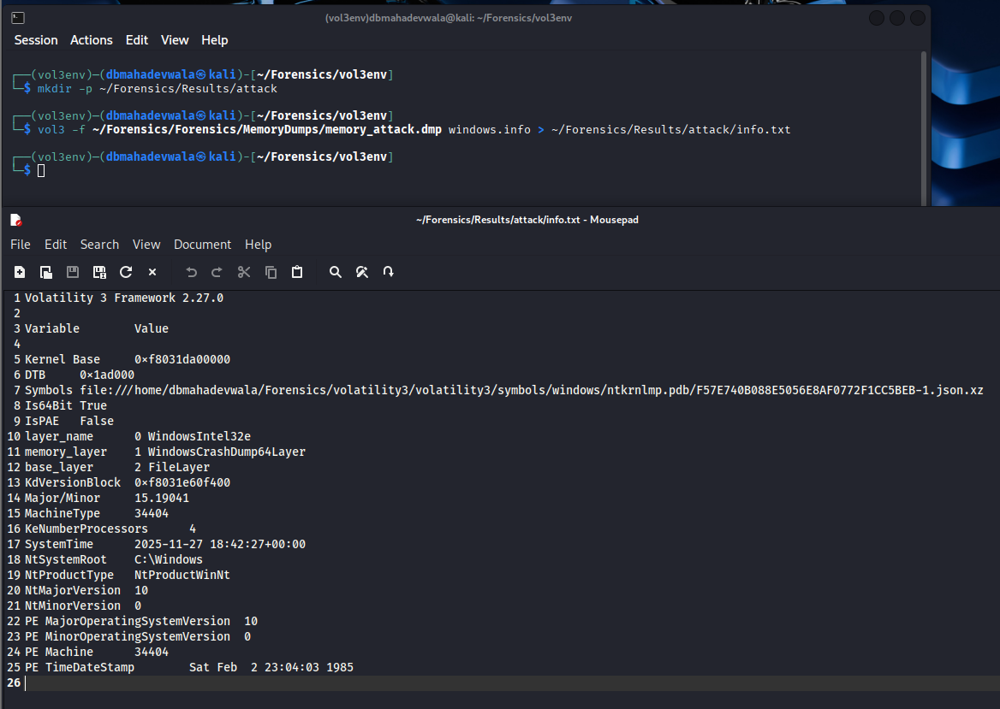 (vol3env)dbmahadevwala@kali: ~/Forensics/vol3env
Session Actions Edit View Help
┌──(vol3env)─(dbmahadevwala㉿kali)-[~/Forensics/vol3env]
└─$ mkdir -p ~/Forensics/Results/attack
┌──(vol3env)─(dbmahadevwala㉿kali)-[~/Forensics/vol3env]
└─$ vol3 -f ~/Forensics/Forensics/MemoryDumps/memory_attack.dmp windows.info > ~/Forensics/Results/attack/info.txt
┌──(vol3env)─(dbmahadevwala㉿kali)-[~/Forensics/vol3env]
└─$
~/Forensics/Results/attack/info.txt - Mousepad
File Edit Search View Document Help
1 Volatility 3 Framework 2.27.0
2
3 Variable Value
4
5 Kernel Base 0xf8031da00000
6 DTB 0x1ad000
7 Symbols file:///home/dbmahadevwala/Forensics/volatility3/volatility3/symbols/windows/ntkrnlmp.pdb/F57E740B088E5056E8AF0772F1CC5BEB-1.json.xz
8 Is64Bit True
9 IsPAE False
10 layer_name 0 WindowsIntel32e
11 memory_layer 1 WindowsCrashDump64Layer
12 base_layer 2 FileLayer
13 KdVersionBlock 0xf8031e60f400
14 Major/Minor 15.19041
15 MachineType 34404
16 KeNumberProcessors 4
17 SystemTime 2025-11-27 18:42:27+00:00
18 NtSystemRoot C:\Windows
19 NtProductType NtProductWinNt
20 NtMajorVersion 10
21 NtMinorVersion 0
22 PE MajorOperatingSystemVersion 10
23 PE MinorOperatingSystemVersion 0
24 PE Machine 34404
25 PE TimeDateStamp Sat Feb  2 23:04:03 1985
26